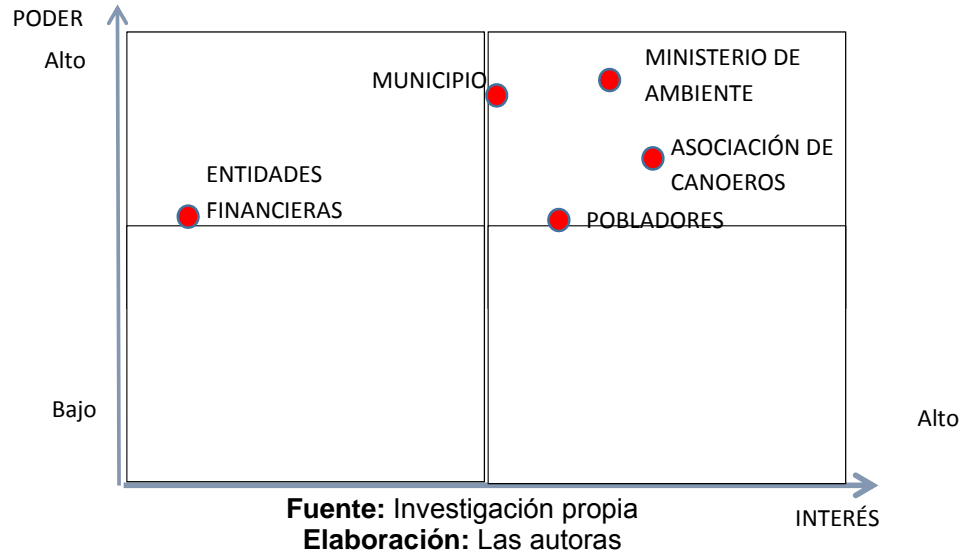 PODER
Alto
MUNICIPIO
MINISTERIO DE
AMBIENTE
ASOCIACIÓN DE
CANOEROS
ENTIDADES
FINANCIERAS
POBLADORES
Bajo
Alto
INTERÉS
Fuente: Investigación propia
Elaboración: Las autoras